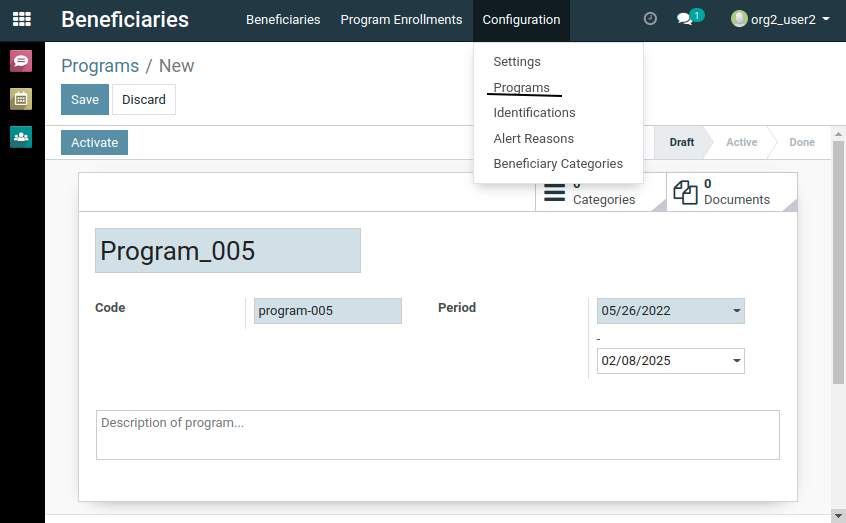 Beneficiaries Beneficiaries Program Enrollments Configuration 1 org2_user2
Settings
Programs
Identifications
Alert Reasons
Beneficiary Categories
Programs / New
Save Discard
Activate Draft Active Done
0 Categories
0 Documents
Program_005
Code program-005 Period 05/26/2022
-
02/08/2025
Description of program...